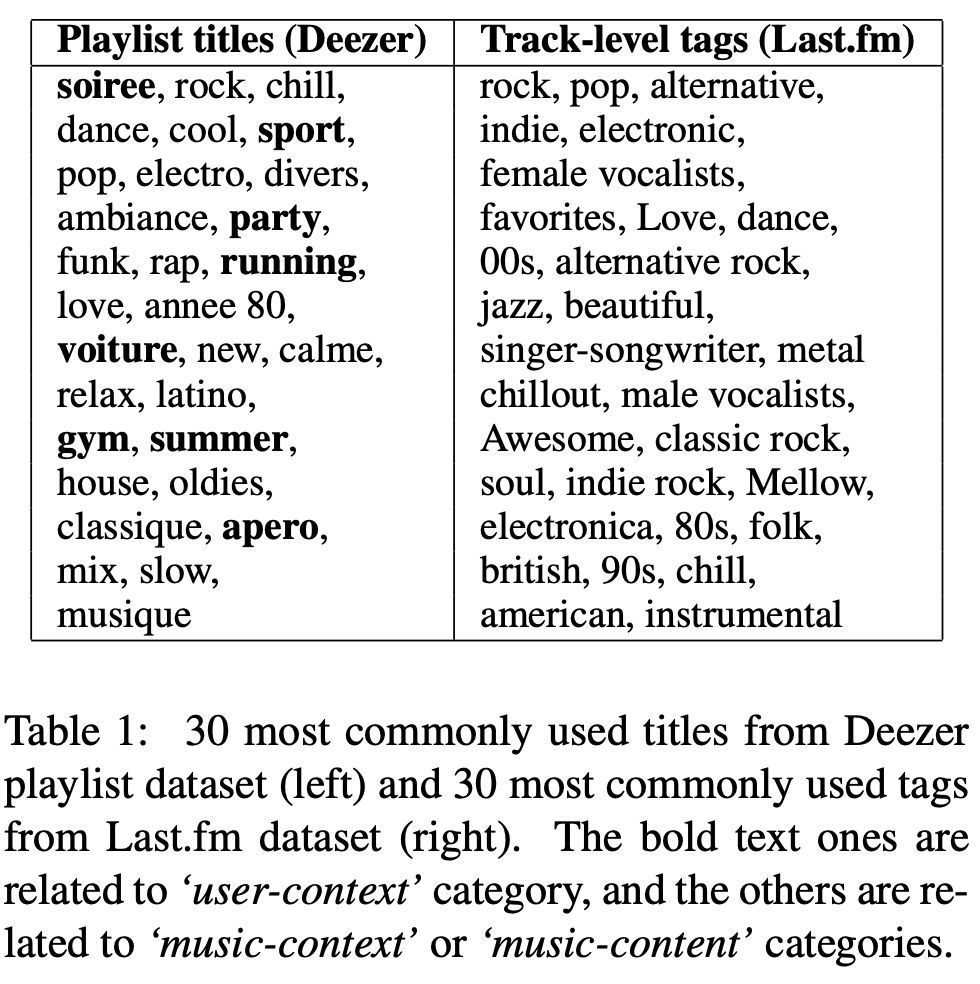 Playlist titles (Deezer) Track-level tags (Last.fm)
soiree, rock, chill, rock, pop, alternative,
dance, cool, sport, indie, electronic,
pop, electro, divers, female vocalists,
ambiance, party, favorites, Love, dance,
funk, rap, running, 00s, alternative rock,
love, annee 80, jazz, beautiful,
voiture, new, calme, singer-songwriter, metal
relax, latino, chillout, male vocalists,
gym, summer, Awesome, classic rock,
house, oldies, soul, indie rock, Mellow,
classique, apero, electronica, 80s, folk,
mix, slow, british, 90s, chill,
musique american, instrumental
Table 1: 30 most commonly used titles from Deezer
playlist dataset (left) and 30 most commonly used tags
from Last.fm dataset (right). The bold text ones are
related to ‘user-context’ category, and the others are re-
lated to ‘music-context’ or ‘music-content’ categories.